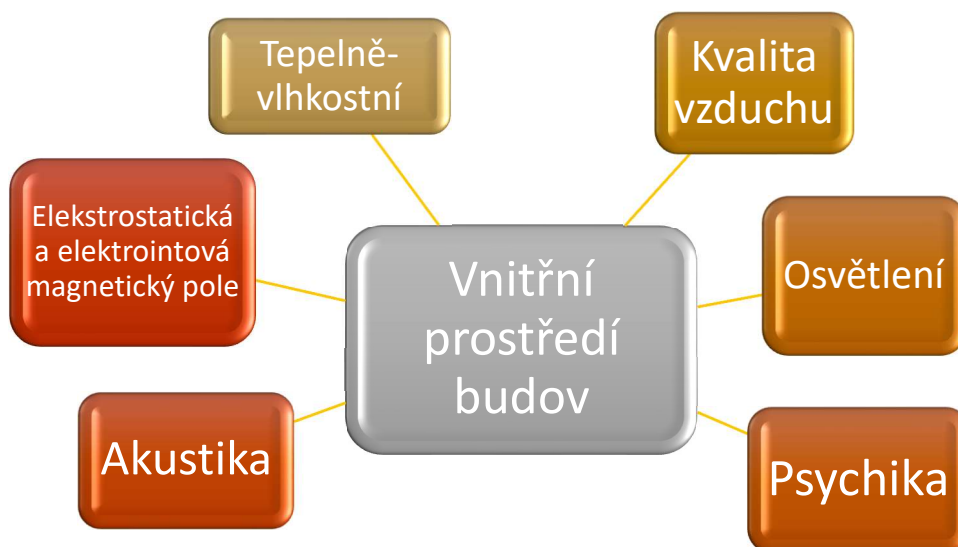 Tepelně-
vlhkostní
Kvalita
vzduchu
Elekstrostatická
a elektrointová
magnetický pole
Vnitřní
prostředí
budov
Osvětlení
Akustika
Psychika